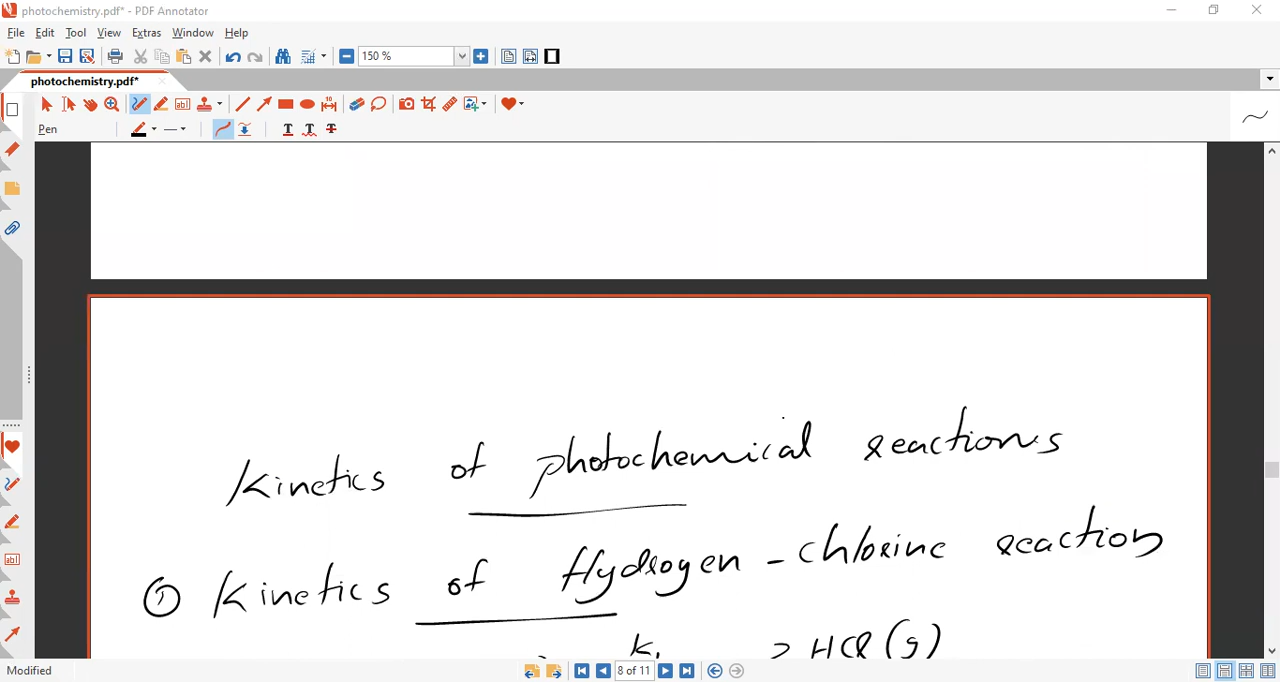 photochemistry.pdf* - PDF Annotator
File Edit Tool View Extras Window Help
150 %
photochemistry.pdf*
Pen
Kinetics of photochemical reactions
① Kinetics of Hydrogen - chlorine reaction
k1 2 HCl (g)
Modified 8 of 11